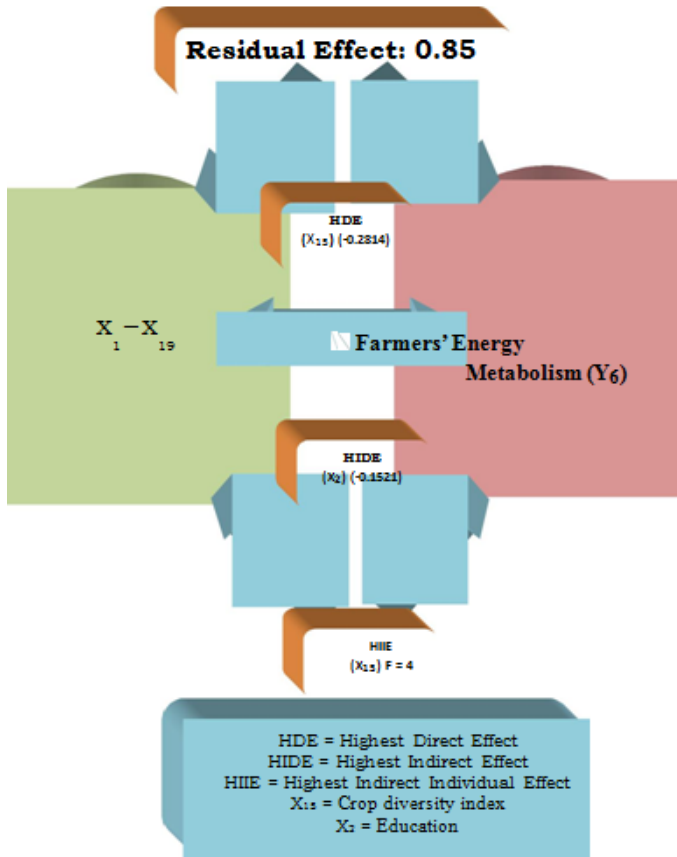 Residual Effect: 0.85
HDE
(X₁₅) (-0.2814)
X₁ – X₁₉
Farmers' Energy
Metabolism (Y₆)
HIDE
(X₂) (-0.1521)
HIIE
(X₁₅) F = 4
HDE = Highest Direct Effect
HIDE = Highest Indirect Effect
HIIE = Highest Indirect Individual Effect
X₁₅ = Crop diversity index
X₂ = Education